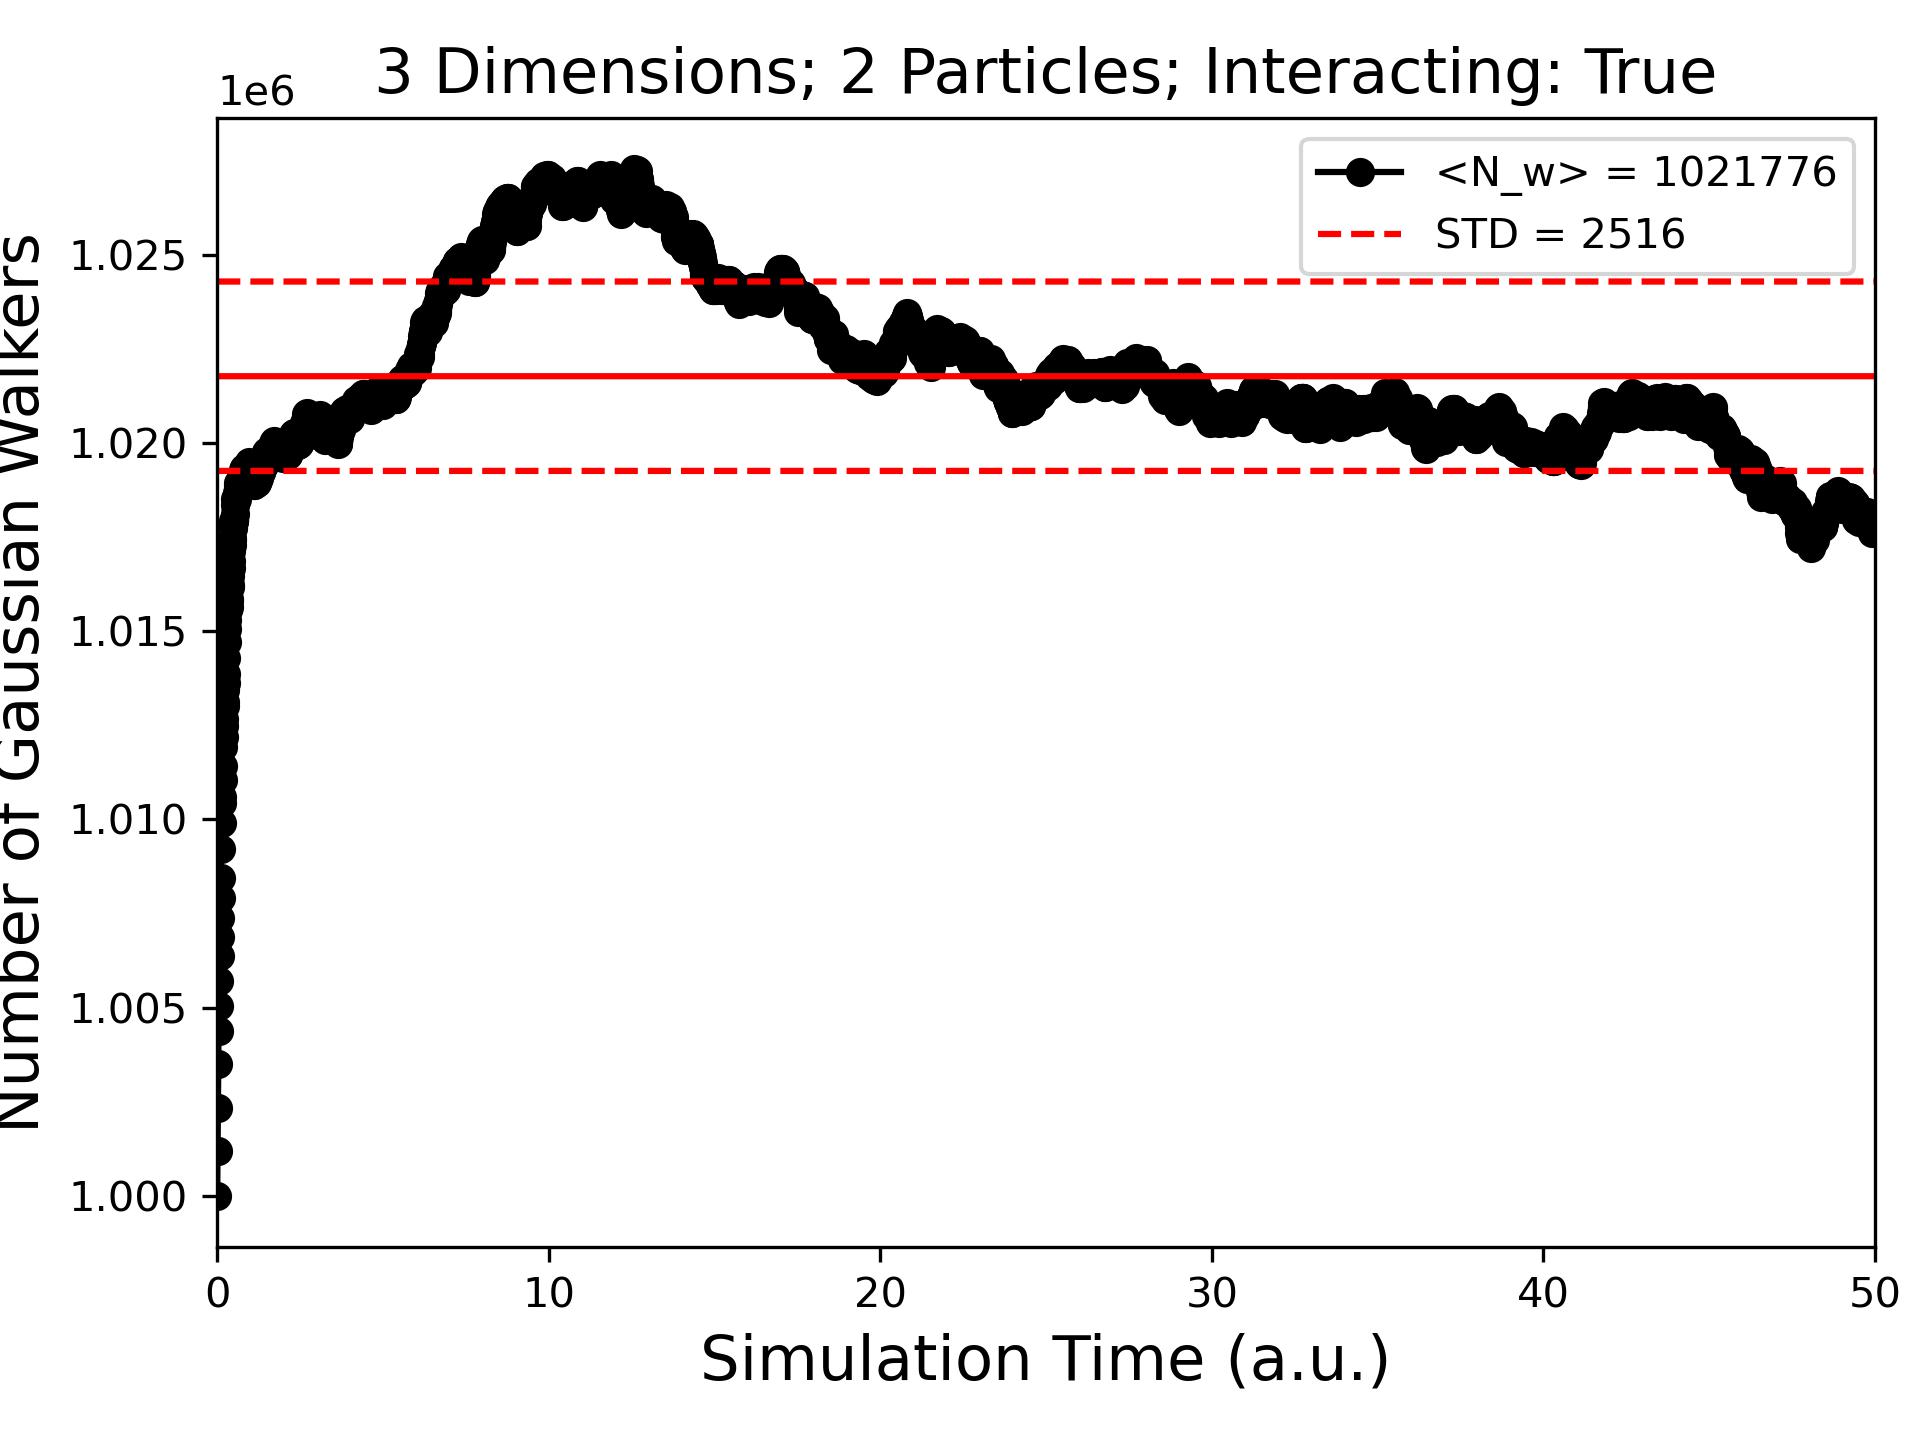 3 Dimensions; 2 Particles; Interacting: True
1e6
<N_w> = 1021776
STD = 2516
Number of Gaussian Walkers
1.025
1.020
1.015
1.010
1.005
1.000
0 10 20 30 40 50
Simulation Time (a.u.)